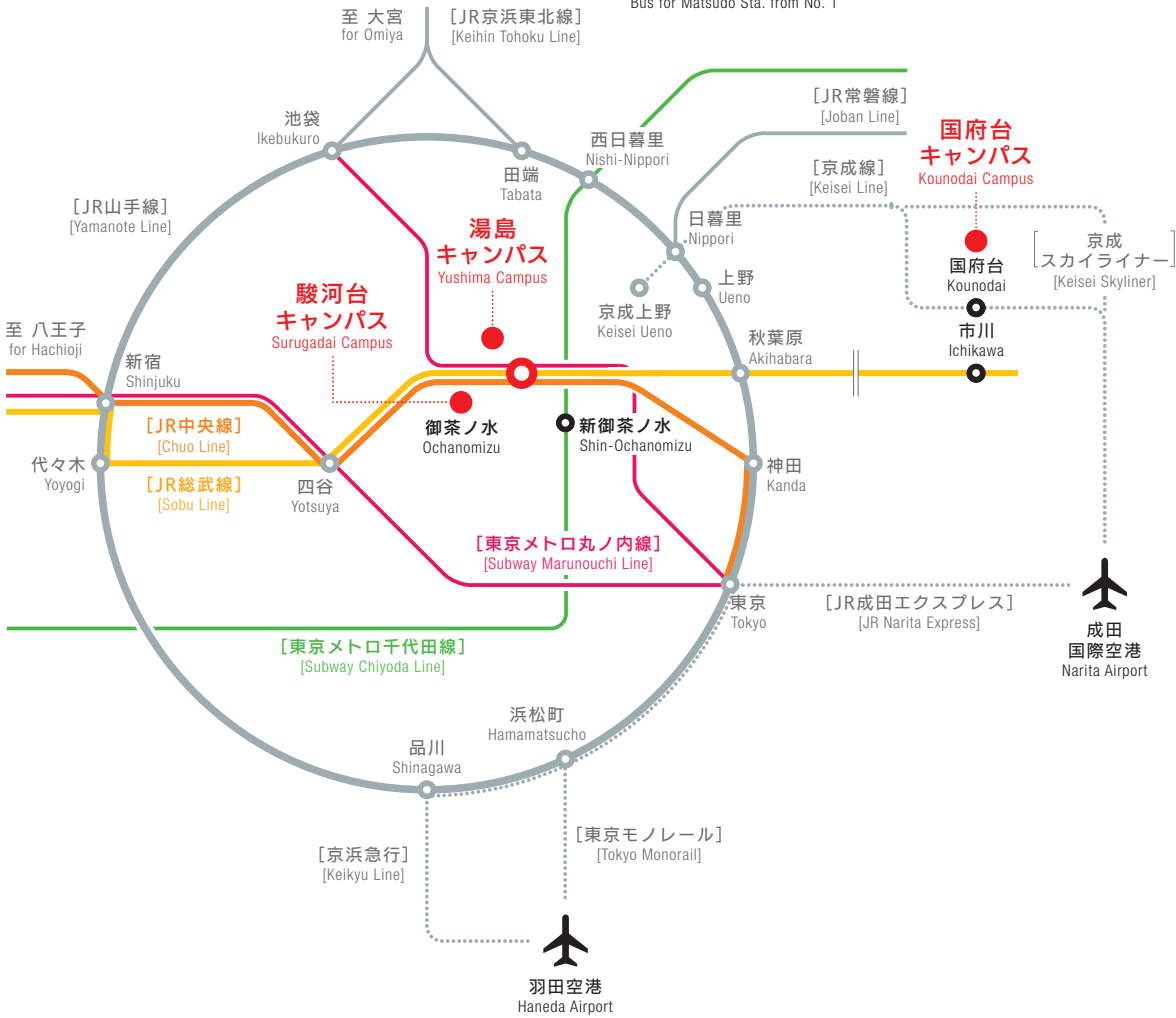 Bus for Matsudo Sta. from No. 1
至 大宮
for Omiya
[JR京浜東北線]
[Keihin Tohoku Line]
池袋
Ikebukuro
田端
Tabata
西日暮里
Nishi-Nippori
[JR常磐線]
[Joban Line]
国府台
キャンパス
Kounodai Campus
[京成線]
[Keisei Line]
[JR山手線]
[Yamanote Line]
湯島
キャンパス
Yushima Campus
日暮里
Nippori
上野
Ueno
京成上野
Keisei Ueno
国府台
Kounodai
京成
スカイライナー
[Keisei Skyliner]
駿河台
キャンパス
Surugadai Campus
至 八王子
for Hachioji
新宿
Shinjuku
秋葉原
Akihabara
市川
Ichikawa
[JR中央線]
[Chuo Line]
御茶ノ水
Ochanomizu
新御茶ノ水
Shin-Ochanomizu
代々木
Yoyogi
[JR総武線]
[Sobu Line]
四谷
Yotsuya
神田
Kanda
[東京メトロ丸ノ内線]
[Subway Marunouchi Line]
東京
Tokyo
[JR成田エクスプレス]
[JR Narita Express]
成田
国際空港
Narita Airport
[東京メトロ千代田線]
[Subway Chiyoda Line]
浜松町
Hamamatsucho
品川
Shinagawa
[京浜急行]
[Keikyu Line]
[東京モノレール]
[Tokyo Monorail]
羽田空港
Haneda Airport